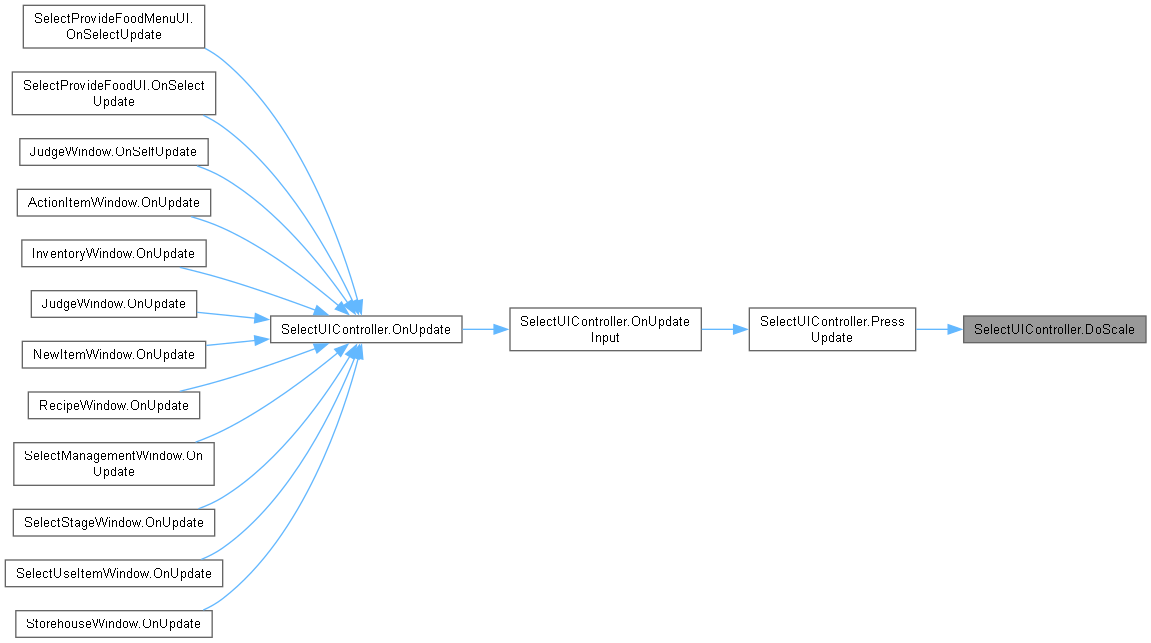 SelectProvideFoodMenuUI.
OnSelectUpdate
SelectProvideFoodUI.OnSelect
Update
JudgeWindow.OnSelfUpdate
ActionItemWindow.OnUpdate
InventoryWindow.OnUpdate
JudgeWindow.OnUpdate
NewItemWindow.OnUpdate
RecipeWindow.OnUpdate
SelectManagementWindow.On
Update
SelectStageWindow.OnUpdate
SelectUseItemWindow.OnUpdate
StorehouseWindow.OnUpdate
SelectUIController.OnUpdate
SelectUIController.OnUpdate
Input
SelectUIController.Press
Update
SelectUIController.DoScale